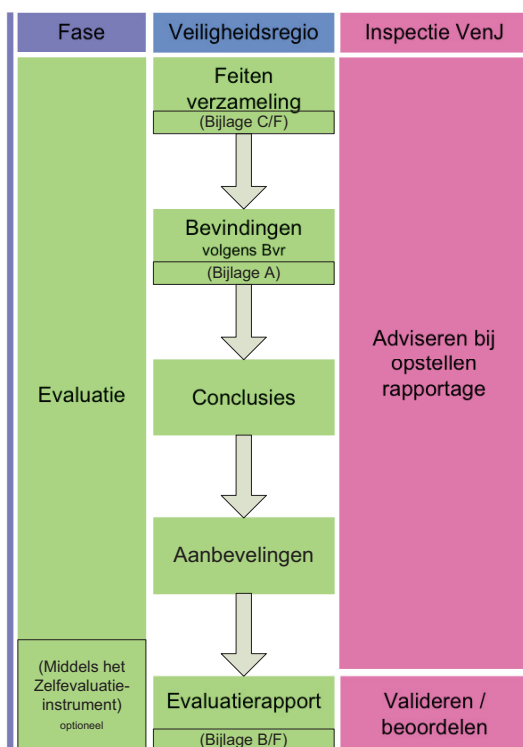 Fase
Veiligheidsregio
Inspectie VenJ
Feiten
verzameling
(Bijlage C/F)
Bevindingen
volgens Bvr
(Bijlage A)
Adviseren bij
opstellen
rapportage
Evaluatie
Conclusies
Aanbevelingen
(Middels het
Zelfevaluatie-
instrument)
optioneel
Evaluatierapport
(Bijlage B/F)
Valideren /
beoordelen